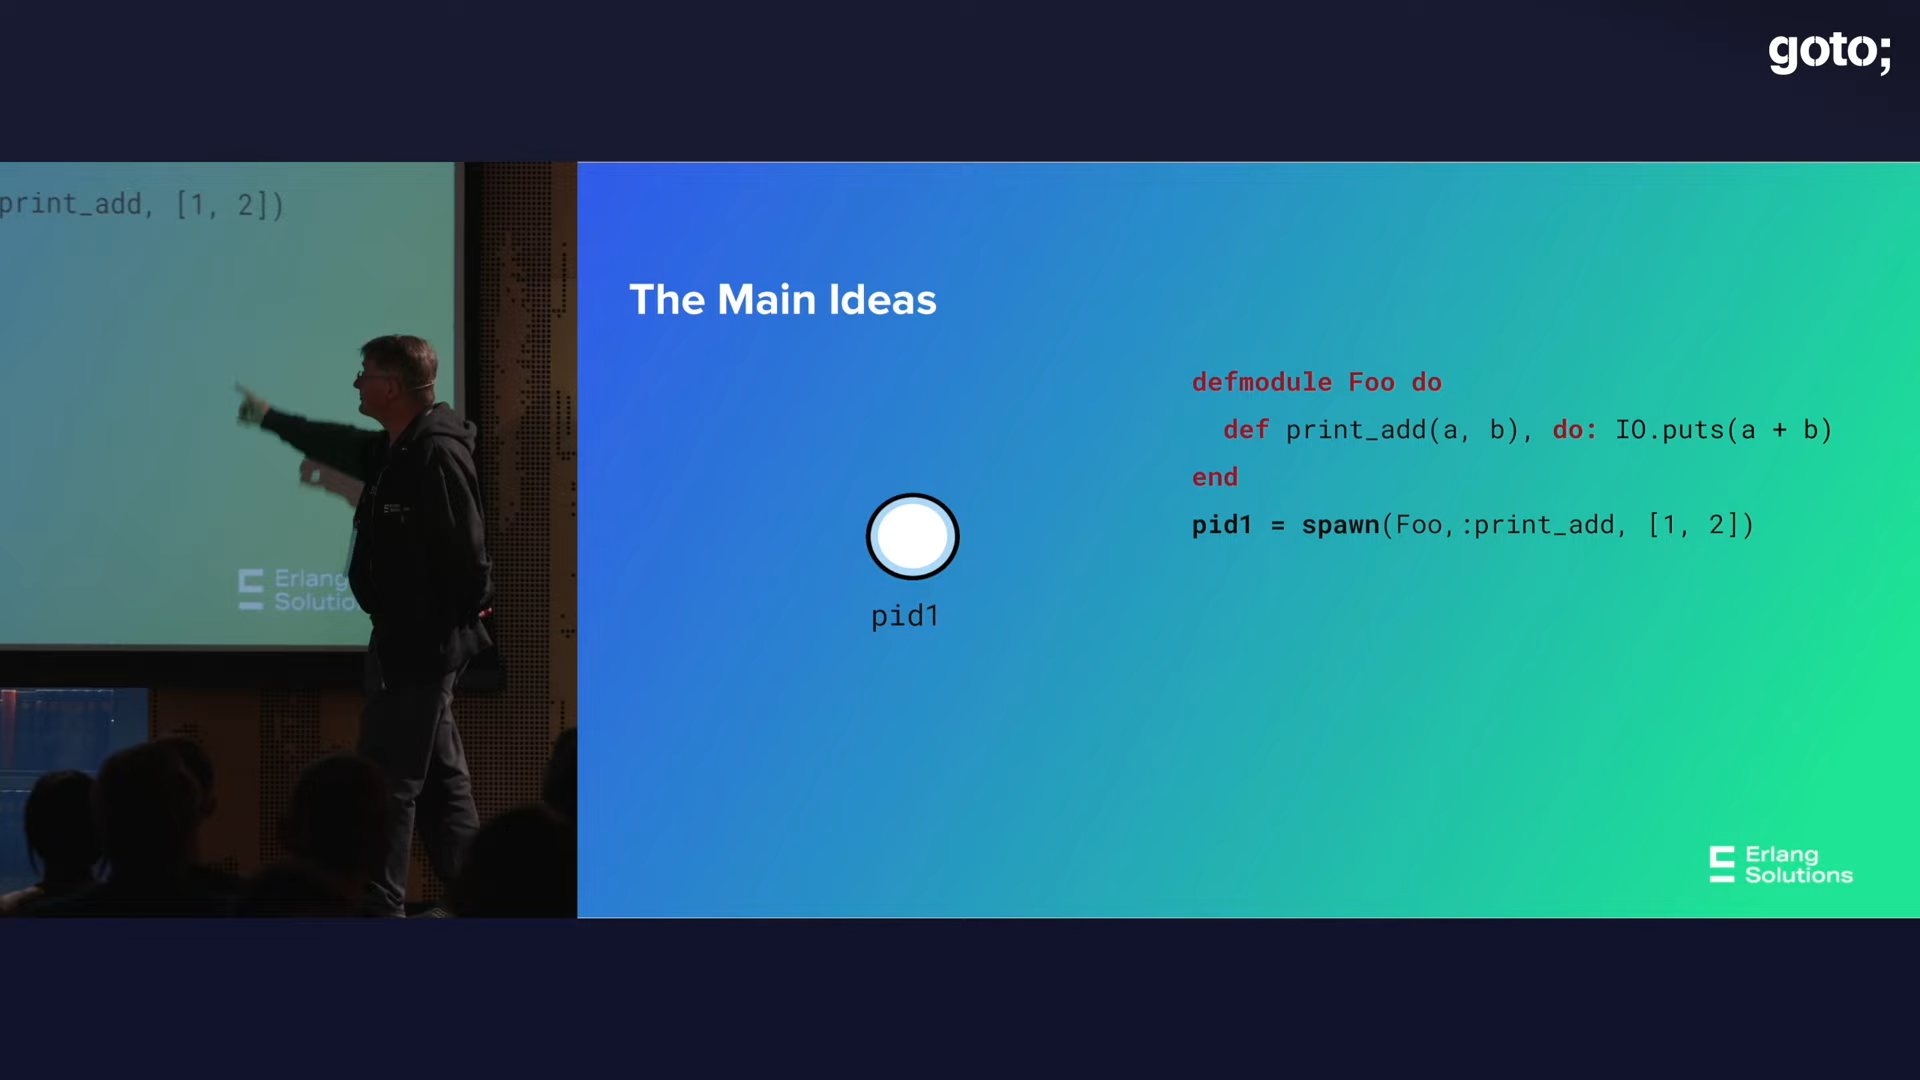 goto;
print_add, [1, 2])
Erlang
Solutio
The Main Ideas
defmodule Foo do
def print_add(a, b), do: IO.puts(a + b)
end
pid1 = spawn(Foo,:print_add, [1, 2])
pid1
Erlang
Solutions